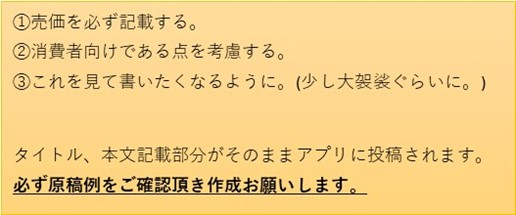 ①売価を必ず記載する。
②消費者向けである点を考慮する。
③これを見て書いたくなるように。(少し大袈裟ぐらいに。)
タイトル、本文記載部分がそのままアプリに投稿されます。
必ず原稿例をご確認頂き作成お願いします。